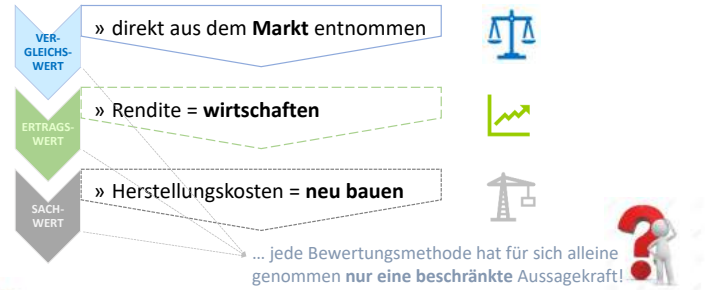 VER-
GLEICHS-
WERT
» direkt aus dem Markt entnommen
ERTRAGS-
WERT
» Rendite = wirtschaften
SACH-
WERT
» Herstellungskosten = neu bauen
... jede Bewertungsmethode hat für sich alleine
genommen nur eine beschränkte Aussagekraft!
?